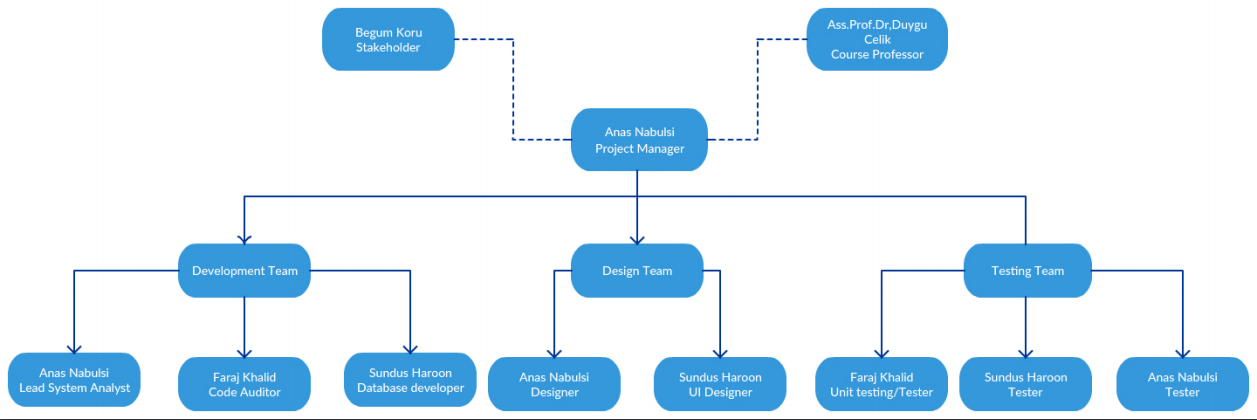 Begum Koru
Stakeholder
Ass.Prof.Dr,Duygu
Celik
Course Professor
Anas Nabulsi
Project Manager
Development Team
Design Team
Testing Team
Anas Nabulsi
Lead System Analyst
Faraj Khalid
Code Auditor
Sundus Haroon
Database developer
Anas Nabulsi
Designer
Sundus Haroon
UI Designer
Faraj Khalid
Unit testing/Tester
Sundus Haroon
Tester
Anas Nabulsi
Tester